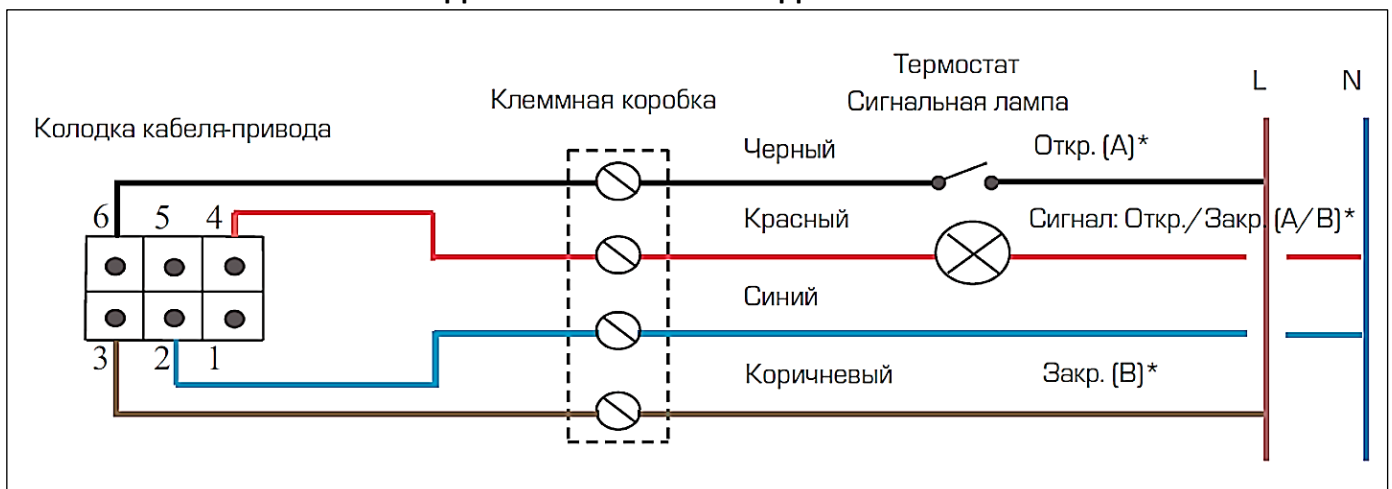 Термостат
Сигнальная лампа
L
N
Клеммная коробка
Колодка кабеля-привода
Черный
Откр. (А)*
6 5 4
Красный
Сигнал: Откр./Закр. (А/В)*
Синий
3 2 1
Коричневый
Закр. (В)*